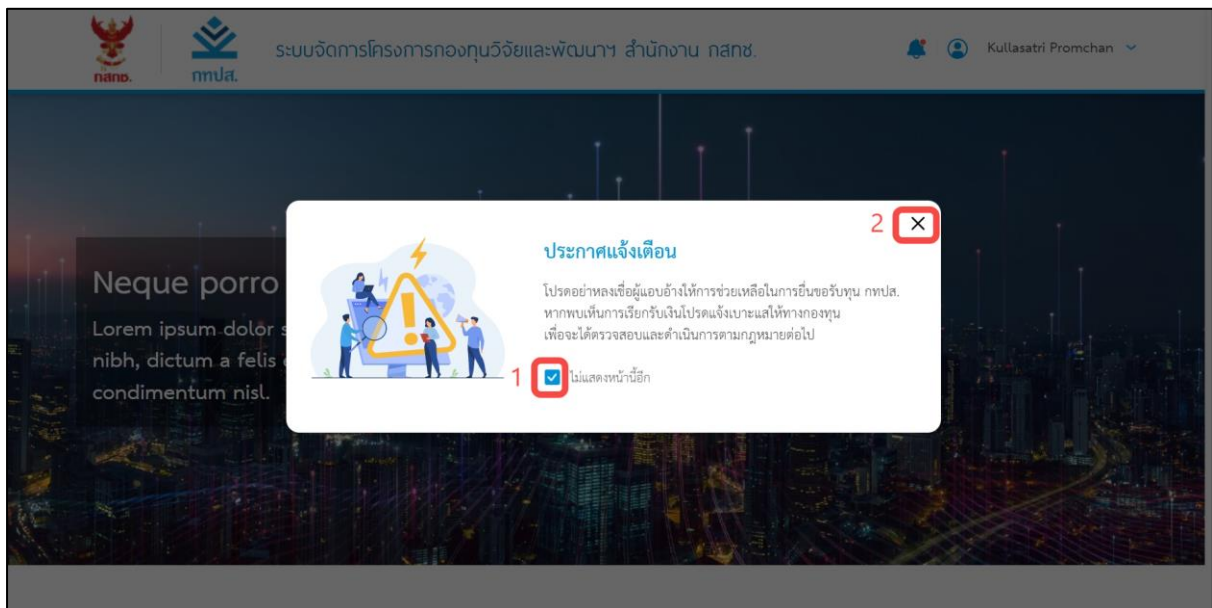 กสทช.
กทปส.
ระบบจัดการโครงการกองทุนวิจัยและพัฒนาฯ สำนักงาน กสทช.
Kullasatri Promchan
2
ประกาศแจ้งเตือน
โปรดอย่าหลงเชื่อผู้แอบอ้างให้การช่วยเหลือในการยื่นขอรับทุน กทปส.
หากพบเห็นการเรียกรับเงินโปรดแจ้งเบาะแสให้ทางกองทุน
เพื่อจะได้ตรวจสอบและดำเนินการตามกฎหมายต่อไป
1
ไม่แสดงหน้านี้อีก
Neque porro
Lorem ipsum dolor
nibh, dictum a felis
condimentum nisl.